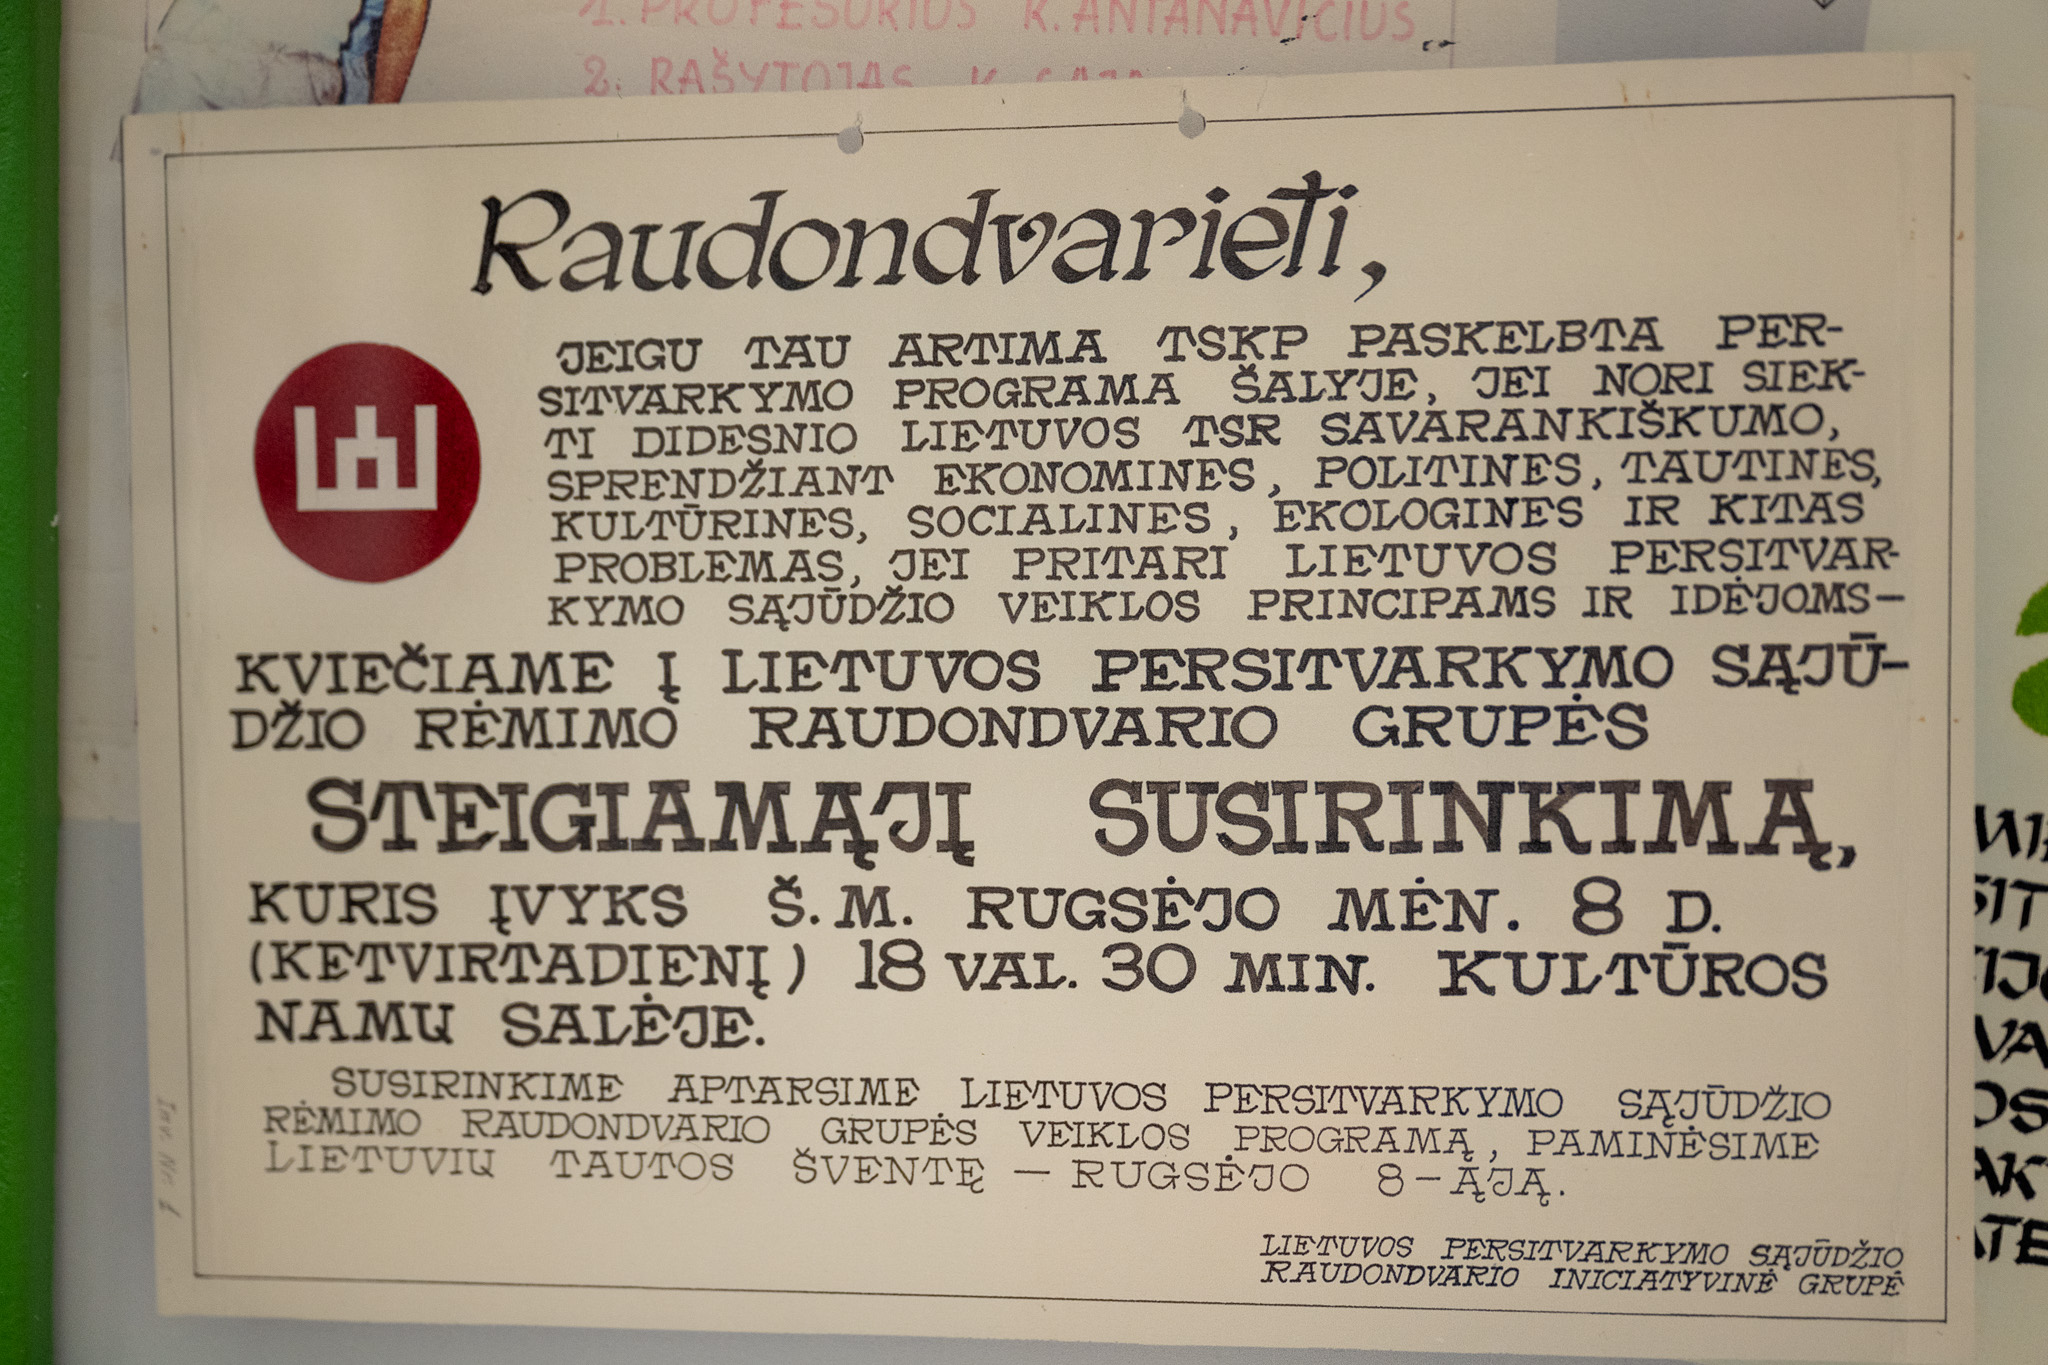 1. PROFESORIUS K. ANTANAVIČIUS
2. RAŠYTOJAS K. SAJA
Raudondvarieti,
JEIGU TAU ARTIMA TSKP PASKELBTA PER-
SITVARKYMO PROGRAMA ŠALYJE, JEI NORI SIEK-
TI DIDESNIO LIETUVOS TSR SAVARANKIŠKUMO,
SPRENDŽIANT EKONOMINES, POLITINES, TAUTINES,
KULTŪRINES, SOCIALINES, EKOLOGINES IR KITAS
PROBLEMAS, JEI PRITARI LIETUVOS PERSITVAR-
KYMO SĄJŪDŽIO VEIKLOS PRINCIPAMS IR IDĖJOMS—
KVIEČIAME Į LIETUVOS PERSITVARKYMO SĄJŪ-
DŽIO RĖMIMO RAUDONDVARIO GRUPĖS
STEIGIAMĄJĮ SUSIRINKIMĄ,
KURIS ĮVYKS Š.M. RUGSĖJO MĖN. 8 D.
(KETVIRTADIENĮ) 18 VAL. 30 MIN. KULTŪROS
NAMŲ SALĖJE.
SUSIRINKIME APTARSIME LIETUVOS PERSITVARKYMO SĄJŪDŽIO
RĖMIMO RAUDONDVARIO GRUPĖS VEIKLOS PROGRAMĄ, PAMINĖSIME
LIETUVIŲ TAUTOS ŠVENTĘ — RUGSĖJO 8-ĄJĄ.
LIETUVOS PERSITVARKYMO SĄJŪDŽIO
RAUDONDVARIO INICIATYVINĖ GRUPĖ